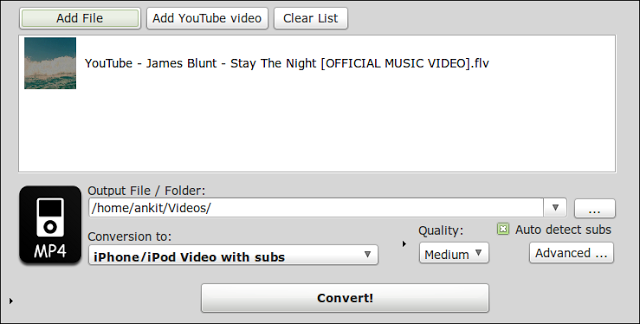 Add File Add YouTube video Clear List
YouTube - James Blunt - Stay The Night [OFFICIAL MUSIC VIDEO].flv
Output File / Folder:
/home/ankit/Videos/ ...
MP4
Conversion to: Quality: Auto detect subs
iPhone/iPod Video with subs Medium Advanced ...
Convert!